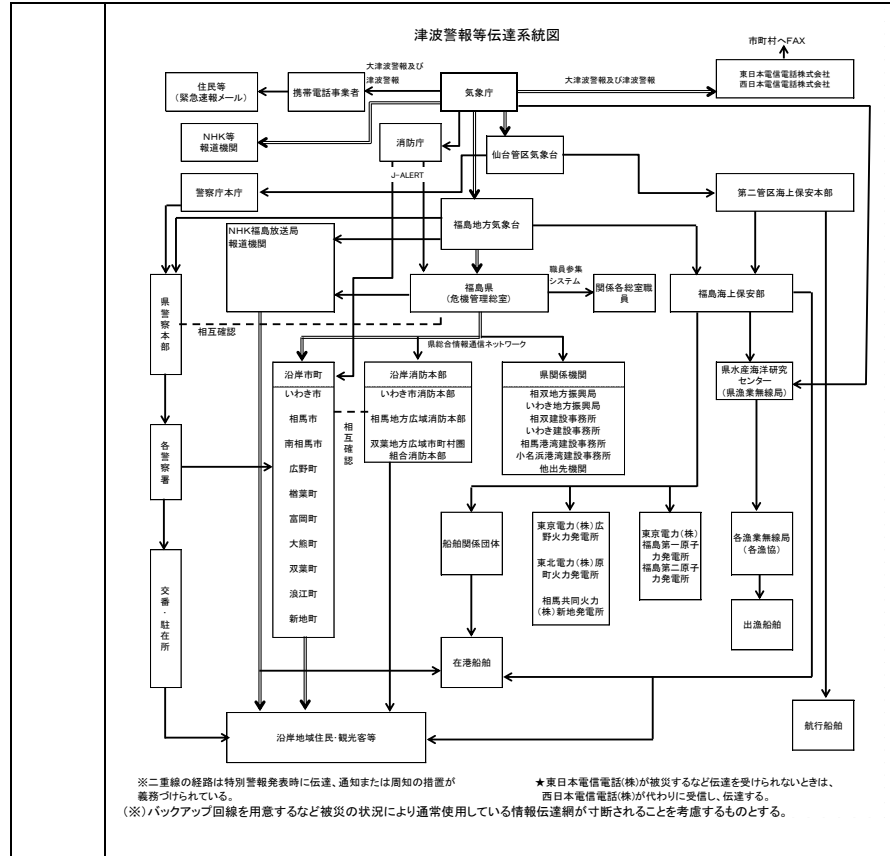 津波警報等伝達系統図
市町村へFAX
大津波警報及び
津波警報
大津波警報及び津波警報
住民等
(緊急速報メール)
携帯電話事業者
気象庁
東日本電信電話株式会社
西日本電信電話株式会社
NHK等
報道機関
消防庁
仙台管区気象台
J-ALERT
警察庁本庁
第二管区海上保安本部
NHK福島放送局
報道機関
福島地方気象台
県警察本部
福島県
(危機管理総室)
職員参集
システム
関係各総室職員
福島海上保安部
相互確認
県総合情報通信ネットワーク
沿岸市町
いわき市
相馬市
南相馬市
広野町
楢葉町
富岡町
大熊町
双葉町
浪江町
新地町
相互確認
沿岸消防本部
いわき市消防本部
相馬地方広域消防本部
双葉地方広域市町村圏
組合消防本部
県関係機関
相双地方振興局
いわき地方振興局
相双建設事務所
いわき建設事務所
相馬港湾建設事務所
小名浜港湾建設事務所
他出先機関
県水産海洋研究
センター
(県漁業無線局)
各警察署
船舶関係団体
東京電力(株)広
野火力発電所
東北電力(株)原
町火力発電所
相馬共同火力
(株)新地発電所
東京電力(株)
福島第一原子
力発電所
福島第二原子
力発電所
各漁業無線局
(各漁協)
交番・駐在所
出漁船舶
在港船舶
沿岸地域住民・観光客等
航行船舶
※二重線の経路は特別警報発表時に伝達、通知または周知の措置が
義務づけられている。
★東日本電信電話(株)が被災するなど伝達を受けられないときは、
西日本電信電話(株)が代わりに受信し、伝達する。
(※)バックアップ回線を用意するなど被災の状況により通常使用している情報伝達網が寸断されることを考慮するものとする。